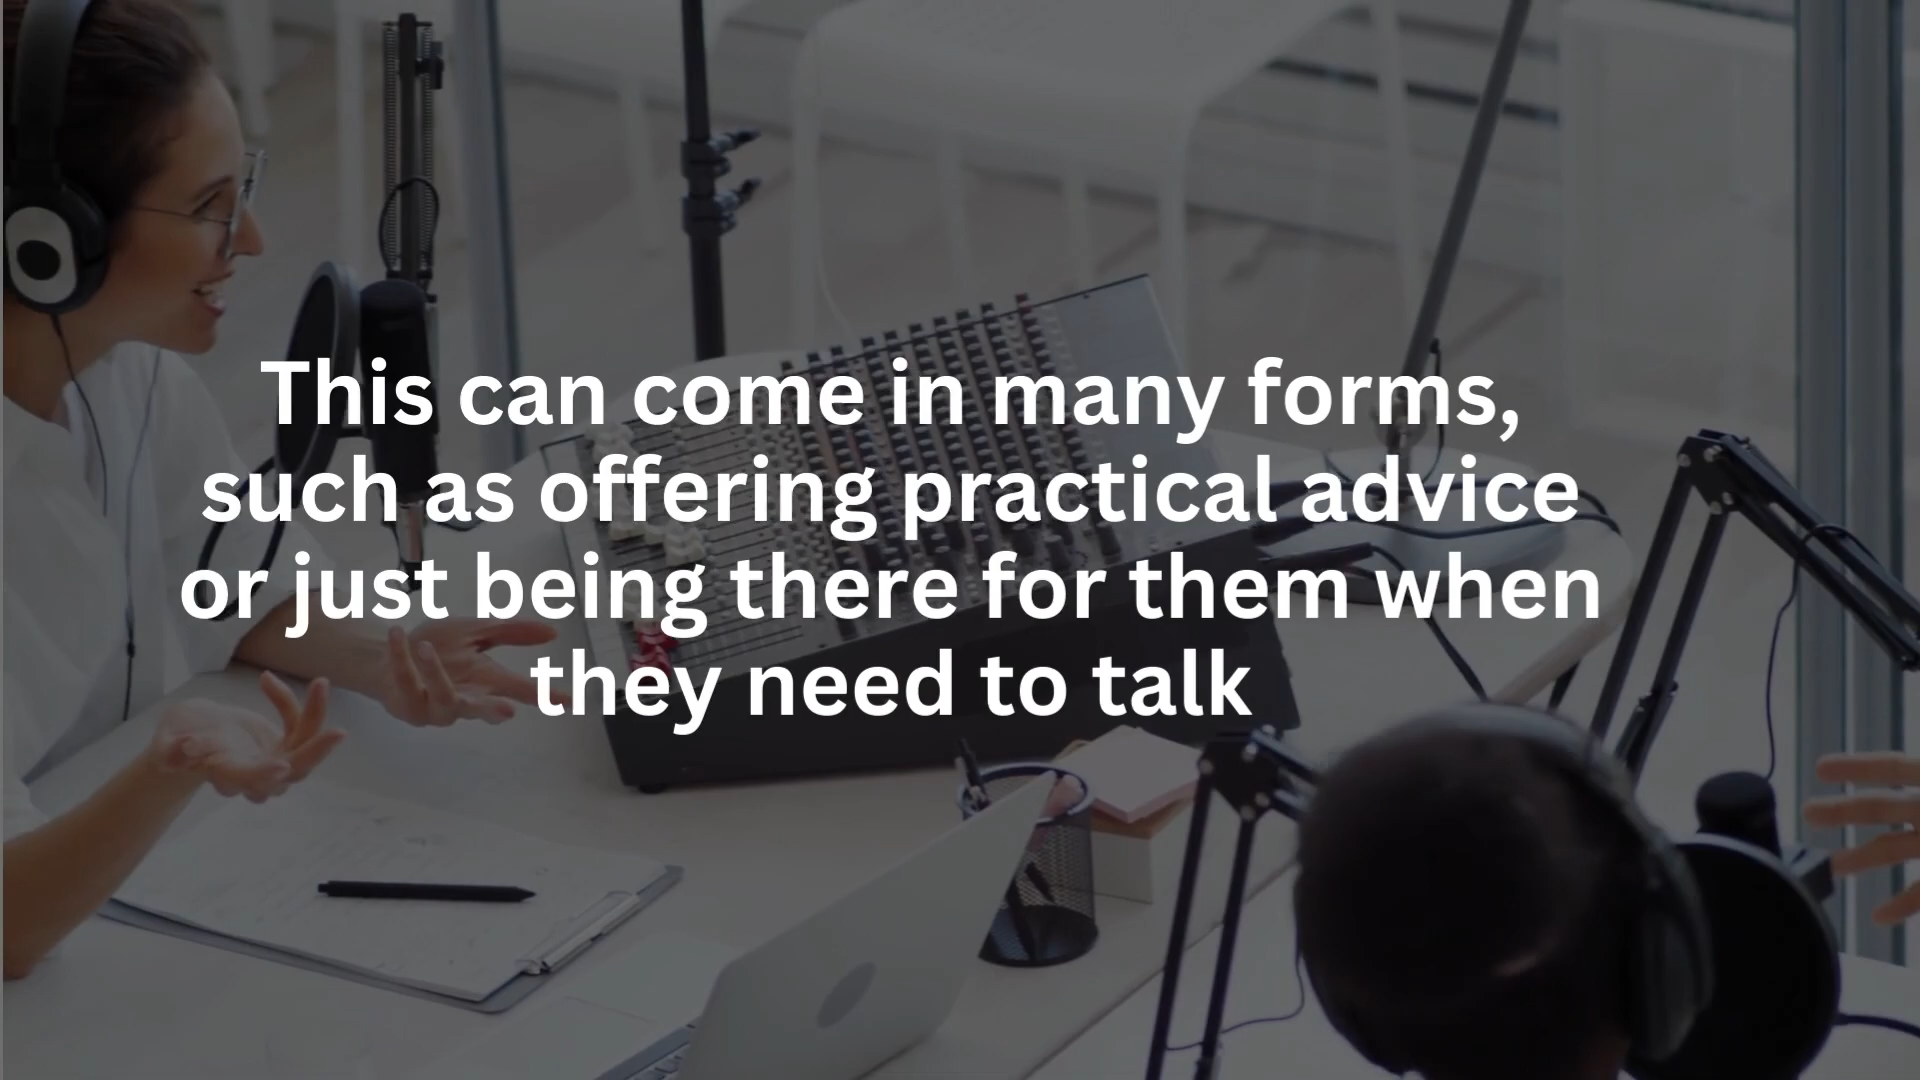 This can come in many forms,
such as offering practical advice
or just being there for them when
they need to talk